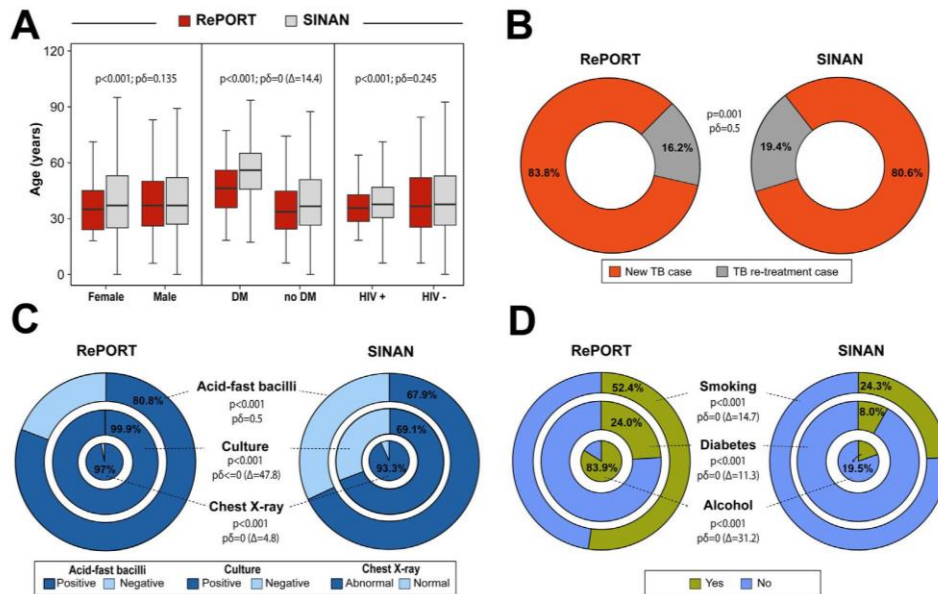 A
RePORT SINAN
120
90
60
30
0
Age (years)
p<0.001; pδ=0.135
p<0.001; pδ=0 (Δ=14.4)
p<0.001; pδ=0.245
Female Male DM no DM HIV + HIV -
B
RePORT SINAN
83.8%
16.2%
p=0.001
pδ=0.5
19.4%
80.6%
New TB case TB re-treatment case
C
RePORT SINAN
80.8%
99.9%
97%
Acid-fast bacilli
p<0.001
pδ=0.5
Culture
p<0.001
pδ<=0 (Δ=47.8)
Chest X-ray
p<0.001
pδ=0 (Δ=4.8)
67.9%
69.1%
93.3%
Acid-fast bacilli Culture Chest X-ray
Positive Negative Positive Negative Abnormal Normal
D
RePORT SINAN
52.4%
24.0%
83.9%
Smoking
p<0.001
pδ=0 (Δ=14.7)
Diabetes
p<0.001
pδ=0 (Δ=11.3)
Alcohol
p<0.001
pδ=0 (Δ=31.2)
24.3%
8.0%
19.5%
Yes No